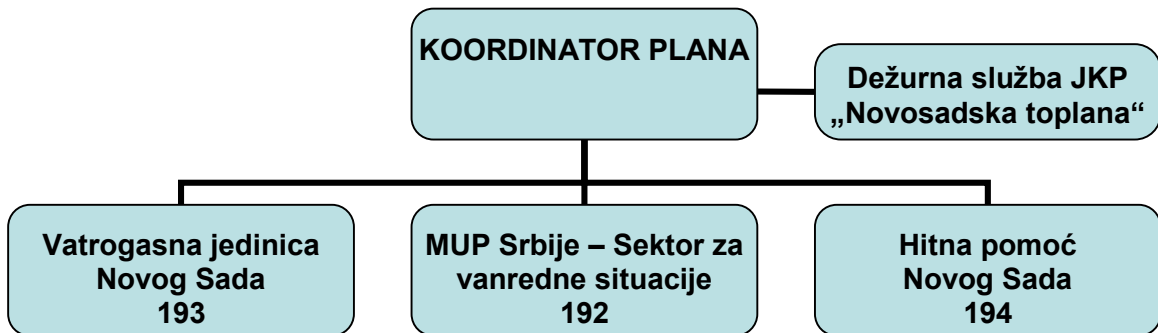 KOORDINATOR PLANA
Dežurna služba JKP
„Novosadska toplana“
Vatrogasna jedinica
Novog Sada
193
MUP Srbije – Sektor za
vanredne situacije
192
Hitna pomoć
Novog Sada
194